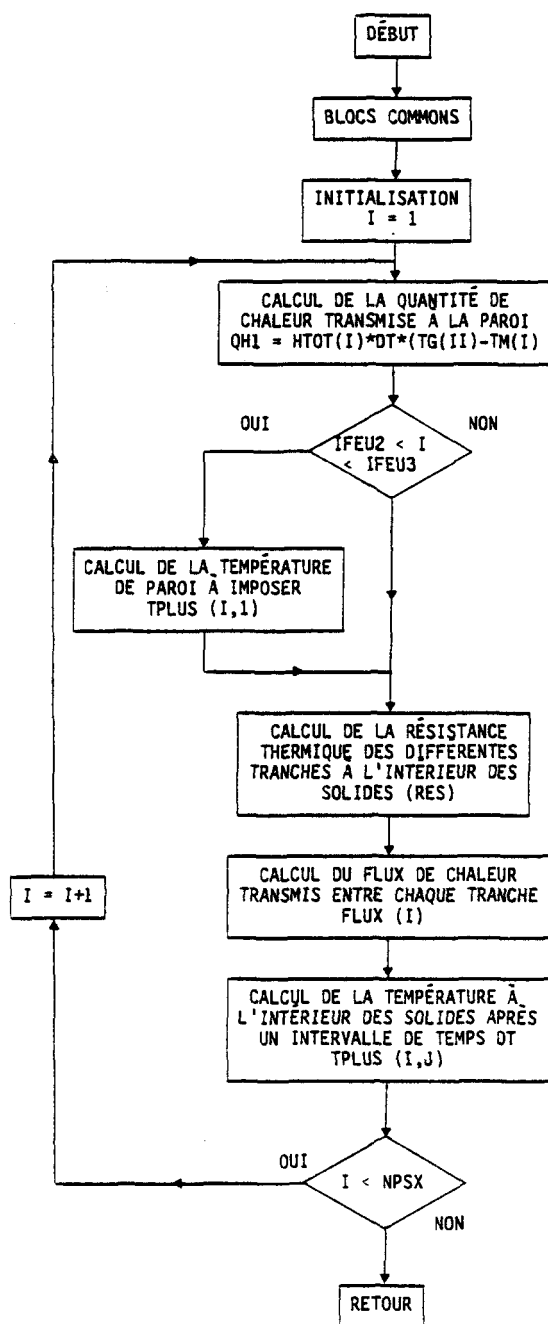 DÉBUT
BLOCS COMMONS
INITIALISATION
I = 1
CALCUL DE LA QUANTITÉ DE
CHALEUR TRANSMISE À LA PAROI
QH1 = HTOT(I)*DT*(TG(II)-TM(I)
OUI
NON
IFEU2 < I
< IFEU3
CALCUL DE LA TEMPÉRATURE
DE PAROI À IMPOSER
TPLUS (I,1)
CALCUL DE LA RÉSISTANCE
THERMIQUE DES DIFFÉRENTES
TRANCHES À L'INTÉRIEUR DES
SOLIDES (RES)
I = I+1
CALCUL DU FLUX DE CHALEUR
TRANSMIS ENTRE CHAQUE TRANCHE
FLUX (I)
CALCUL DE LA TEMPÉRATURE À
L'INTÉRIEUR DES SOLIDES APRÈS
UN INTERVALLE DE TEMPS DT
TPLUS (I,J)
OUI
I < NPSX
NON
RETOUR